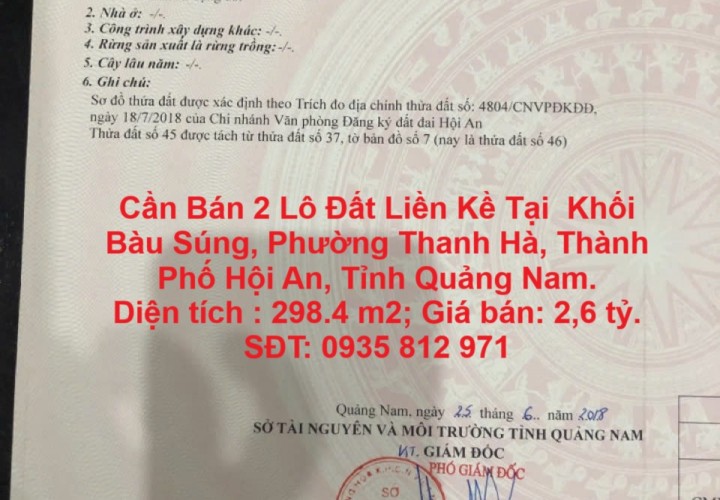 2. Nhà ở: -/-.
3. Công trình xây dựng khác: -/-.
4. Rừng sản xuất là rừng trồng:-/-.
5. Cây lâu năm: -/-.
6. Ghi chú:
Sơ đồ thửa đất được xác định theo Trích đo địa chính thửa đất số: 4804/CNVPĐKĐĐ,
ngày 18/7/2018 của Chi nhánh Văn phòng Đăng ký đất đai Hội An
Thửa đất số 45 được tách từ thửa đất số 37, tờ bản đồ số 7 (nay là thửa đất số 46)
Cần Bán 2 Lô Đất Liền Kề Tại Khối
Bàu Súng, Phường Thanh Hà, Thành
Phố Hội An, Tỉnh Quảng Nam.
Diện tích : 298.4 m2; Giá bán: 2,6 tỷ.
SĐT: 0935 812 971
Quảng Nam, ngày 25 tháng 6.. năm 2018
SỞ TÀI NGUYÊN VÀ MÔI TRƯỜNG TỈNH QUẢNG NAM
KT. GIÁM ĐỐC
PHÓ GIÁM ĐỐC
SỞ